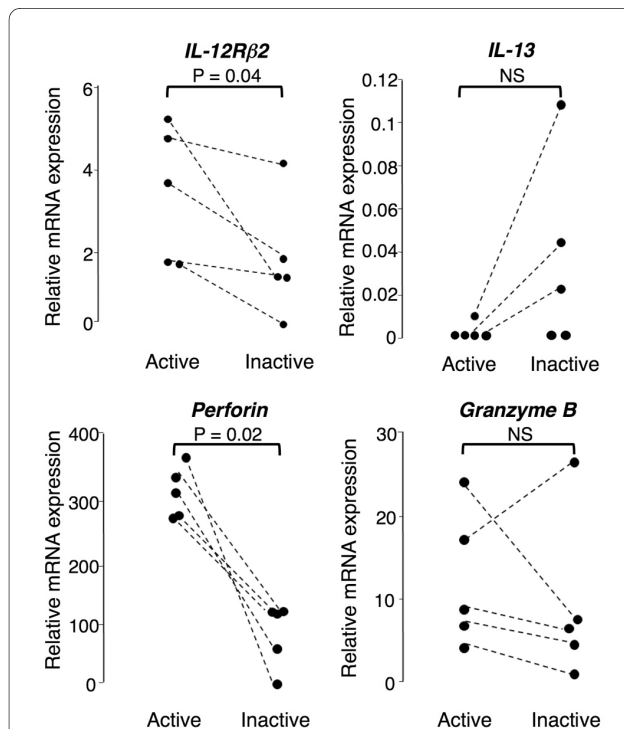 IL-12Rβ2
P = 0.04
Relative mRNA expression
6
4
2
0
Active Inactive
IL-13
NS
Relative mRNA expression
0.12
0.1
0.08
0.06
0.04
0.02
0
Active Inactive
Perforin
P = 0.02
Relative mRNA expression
400
300
200
100
0
Active Inactive
Granzyme B
NS
Relative mRNA expression
30
20
10
0
Active Inactive